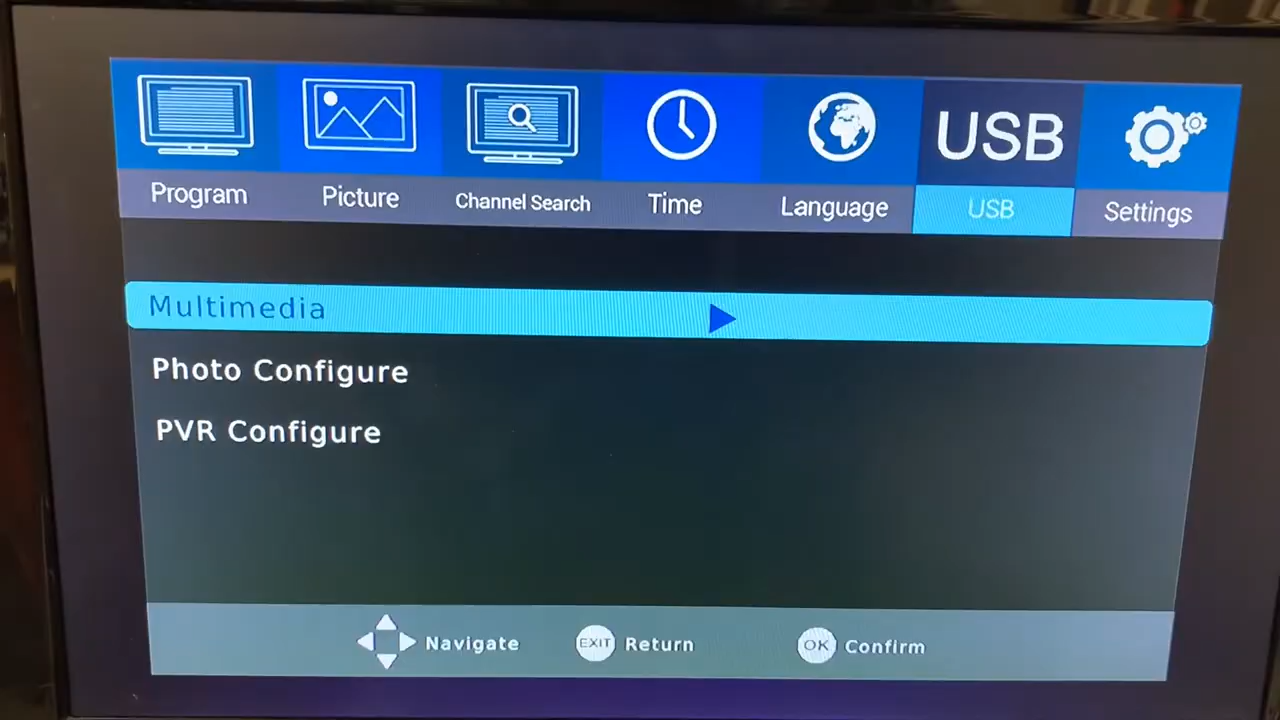 USB
Program Picture Channel Search Time Language USB Settings
Multimedia
Photo Configure
PVR Configure
Navigate EXIT Return OK Confirm